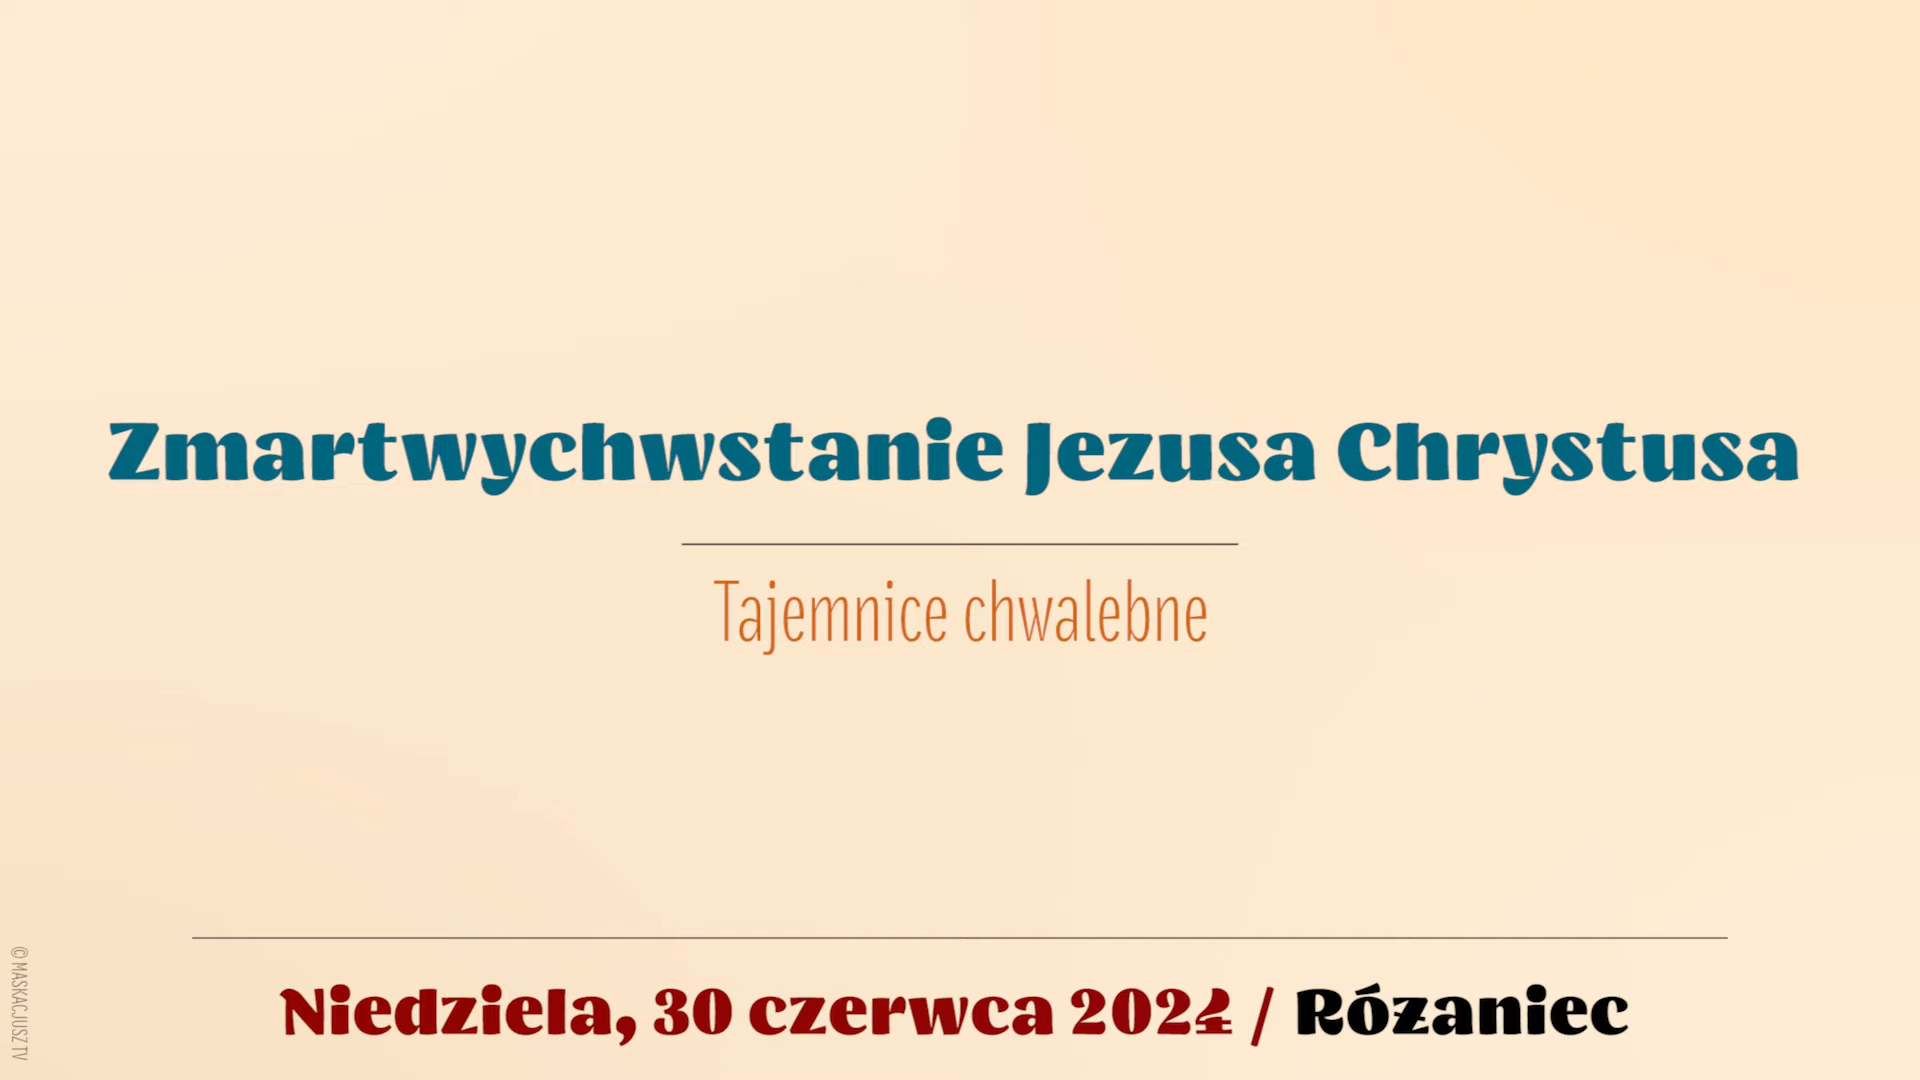 Zmartwychwstanie Jezusa Chrystusa
Tajemnice chwalebne
Niedziela, 30 czerwca 2024 / Różaniec
© MASKACJUSZ TV